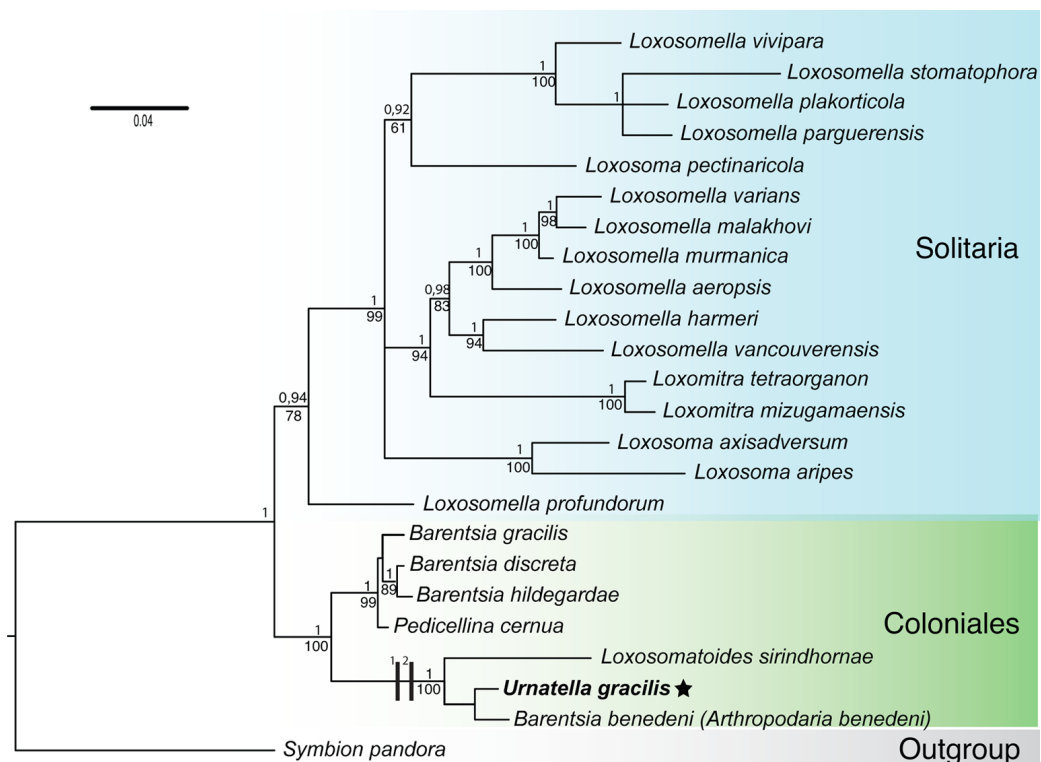 Loxosomella vivipara
1
100
Loxosomella stomatophora
1
Loxosomella plakorticola
0.04
0,92
61
Loxosomella parguerensis
Loxosoma pectinaricola
Loxosomella varians
1
98
Loxosomella malakhovi
1
100
Solitaria
Loxosomella murmanica
1
100
Loxosomella aeropsis
0,98
83
Loxosomella harmeri
1
99
1
94
Loxosomella vancouverensis
1
94
Loxomitra tetraorganon
1
100
Loxomitra mizugamaensis
0,94
78
Loxosoma axisadversum
1
100
Loxosoma aripes
Loxosomella profundorum
1
Barentsia gracilis
Barentsia discreta
1
89
Barentsia hildegardae
1
99
Coloniales
Pedicellina cernua
1
100
Loxosomatoides sirindhornae
1 2
1
100
Urnatella gracilis
Barentsia benedeni (Arthropodaria benedeni)
Symbion pandora
Outgroup